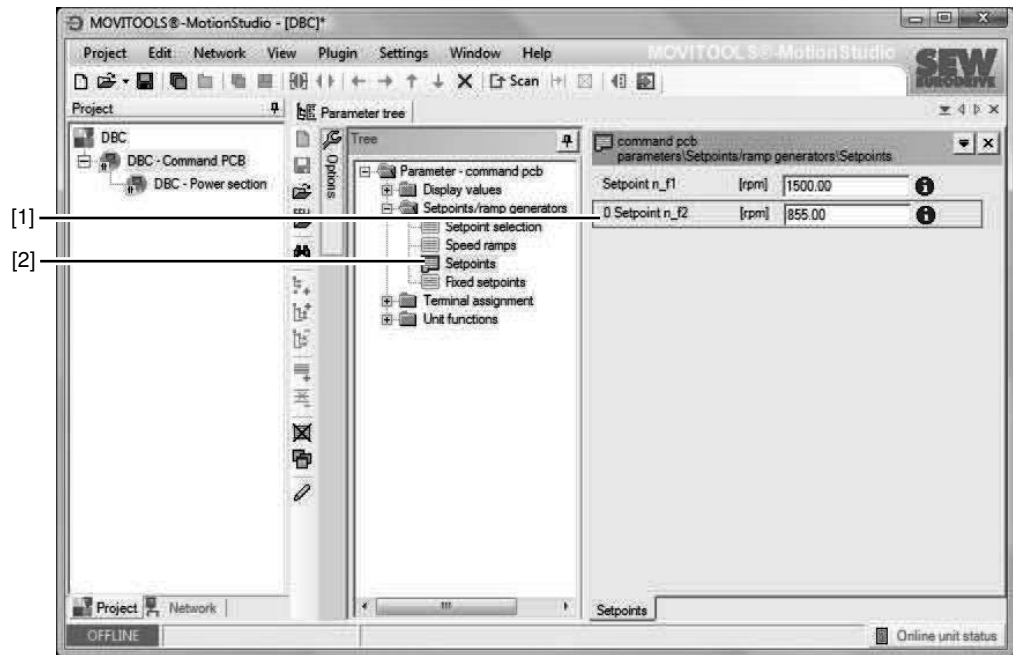 MOVITOOLS®-MotionStudio - [DBC]*
Project Edit Network View Plugin Settings Window Help
MOVITOOLS®-MotionStudio
SEW
EURODRIVE
Scan
Project
Parameter tree
DBC
DBC - Command PCB
DBC - Power section
Options
Tree
Parameter - command pcb
Display values
Setpoints/ramp generators
Setpoint selection
Speed ramps
Setpoints
Fixed setpoints
Terminal assignment
Unit functions
command pcb
parameters\Setpoints/ramp generators\Setpoints
Setpoint n_f1 [rpm] 1500.00
0 Setpoint n_f2 [rpm] 855.00
[1]
[2]
Project Network
Setpoints
OFFLINE
Online unit status